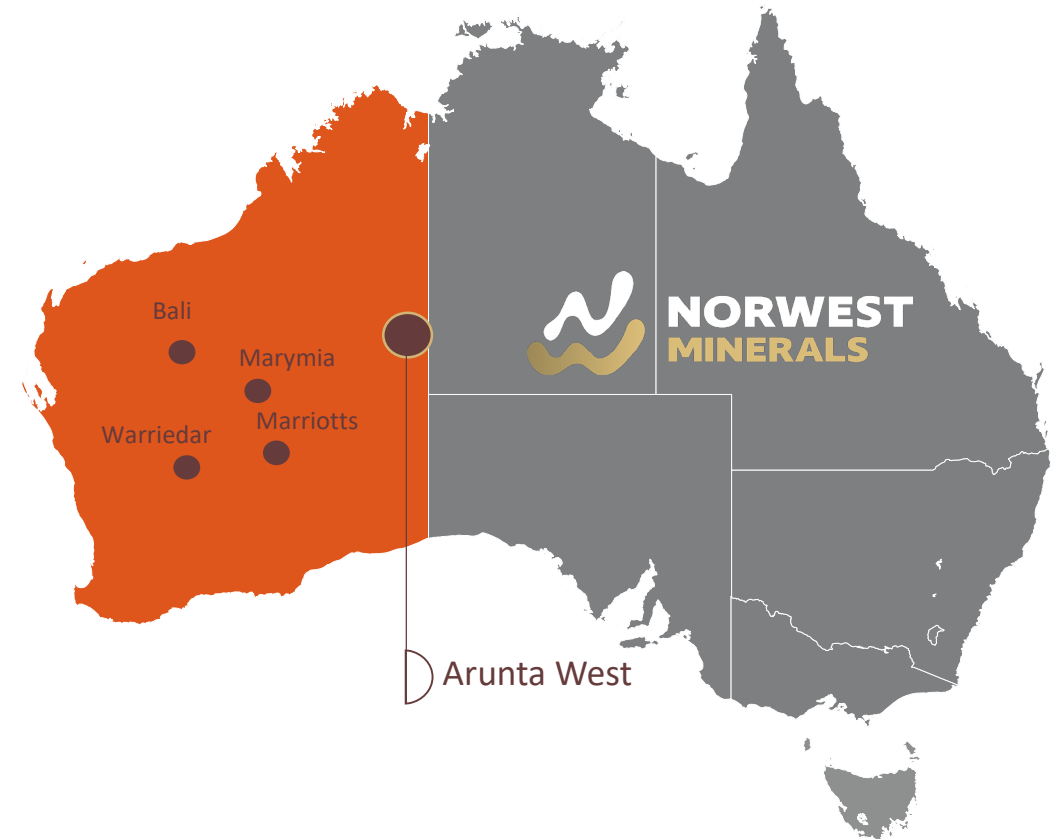 Bali
NORWEST
MINERALS
Marymia
Marriotts
Warriedar
Arunta West